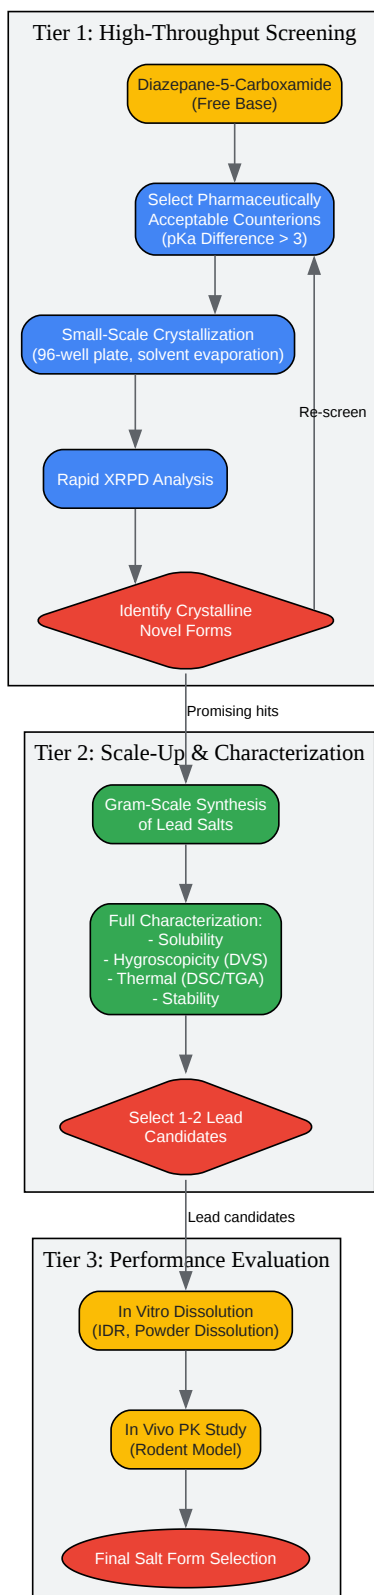 Tier 1: High-Throughput Screening
Diazepane-5-Carboxamide
(Free Base)
Select Pharmaceutically
Acceptable Counterions
(pKa Difference > 3)
Small-Scale Crystallization
(96-well plate, solvent evaporation)
Re-screen
Rapid XRPD Analysis
Identify Crystalline
Novel Forms
Promising hits
Tier 2: Scale-Up & Characterization
Gram-Scale Synthesis
of Lead Salts
Full Characterization:
- Solubility
- Hygroscopicity (DVS)
- Thermal (DSC/TGA)
- Stability
Select 1-2 Lead
Candidates
Lead candidates
Tier 3: Performance Evaluation
In Vitro Dissolution
(IDR, Powder Dissolution)
In Vivo PK Study
(Rodent Model)
Final Salt Form Selection